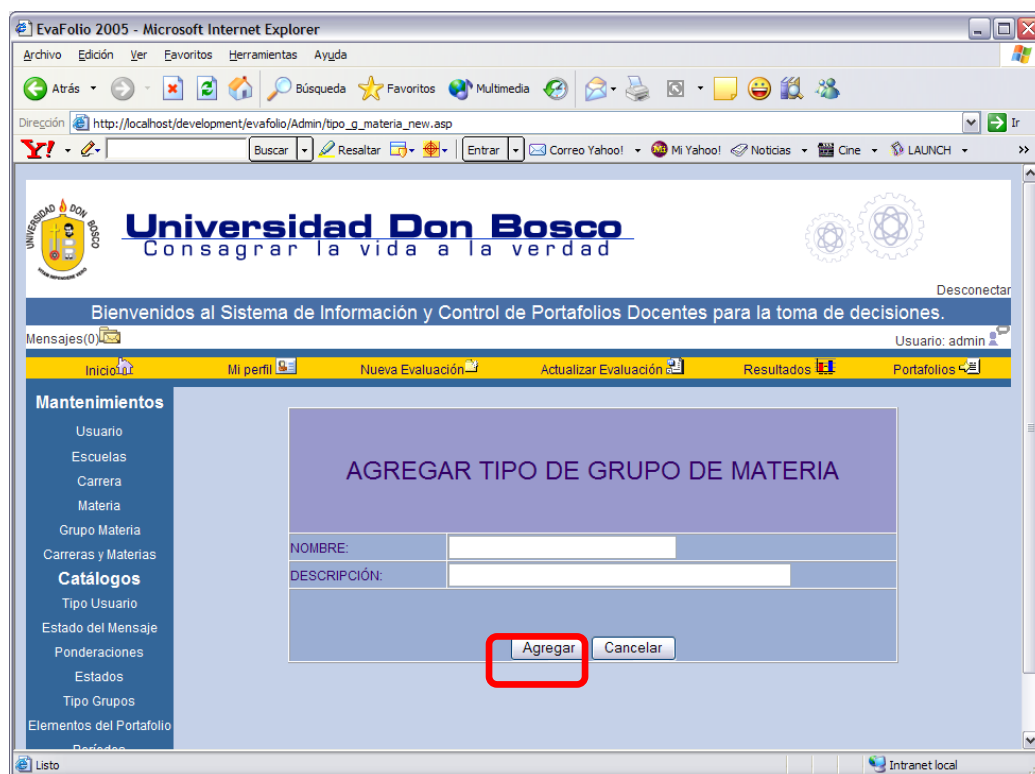 EvaFolio 2005 - Microsoft Internet Explorer
Archivo Edición Ver Favoritos Herramientas Ayuda
Atrás Búsqueda Favoritos Multimedia
Dirección http://localhost/development/evafolio/Admin/tipo_g_materia_new.asp Ir
Y! Buscar Resaltar Entrar Correo Yahoo! Mi Yahoo! Noticias Cine LAUNCH »
UNIVERSIDAD DON BOSCO
Universidad Don Bosco
Consagrar la vida a la verdad
Desconectar
Bienvenidos al Sistema de Información y Control de Portafolios Docentes para la toma de decisiones.
Mensajes(0) Usuario: admin
Inicio Mi perfil Nueva Evaluación Actualizar Evaluación Resultados Portafolios
Mantenimientos
Usuario
Escuelas
Carrera
Materia
Grupo Materia
Carreras y Materias
Catálogos
Tipo Usuario
Estado del Mensaje
Ponderaciones
Estados
Tipo Grupos
Elementos del Portafolio
Períodos
AGREGAR TIPO DE GRUPO DE MATERIA
NOMBRE:
DESCRIPCIÓN:
Agregar Cancelar
Listo Intranet local